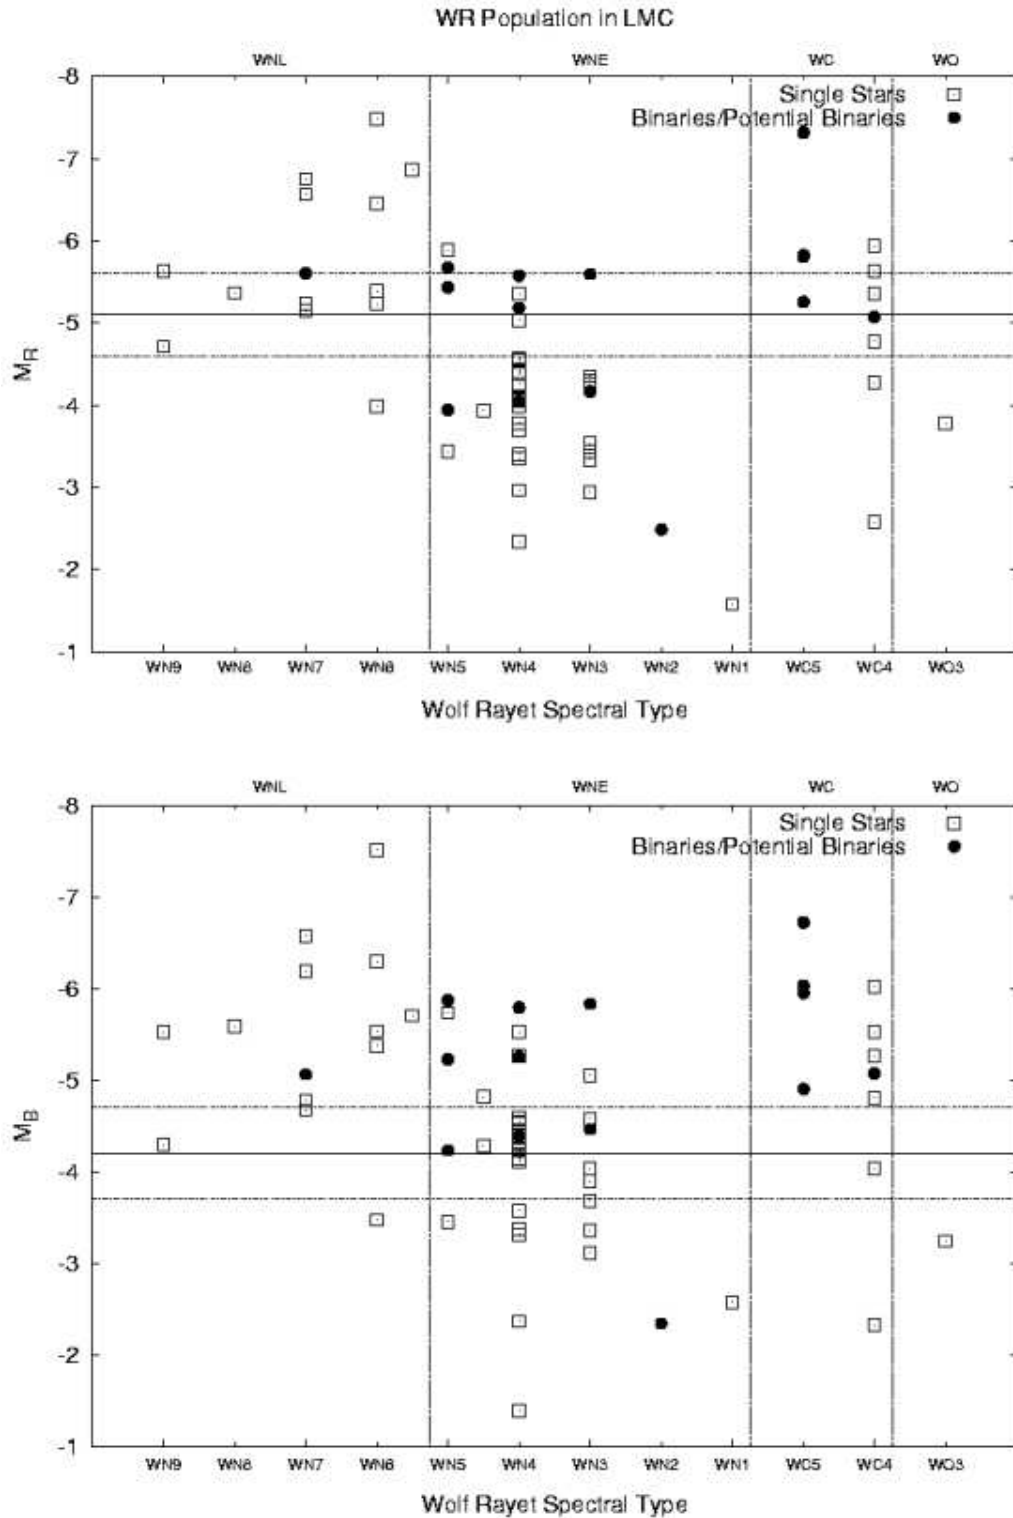 WR Population in LMC
WNL WNE WC WO
-8
Single Stars
Binaries/Potential Binaries
-7
-6
-5
M_R
-4
-3
-2
-1
WN9 WN8 WN7 WN6 WN5 WN4 WN3 WN2 WN1 WC5 WC4 WO3
Wolf Rayet Spectral Type
WNL WNE WC WO
-8
Single Stars
Binaries/Potential Binaries
-7
-6
-5
M_B
-4
-3
-2
-1
WN9 WN8 WN7 WN6 WN5 WN4 WN3 WN2 WN1 WC5 WC4 WO3
Wolf Rayet Spectral Type